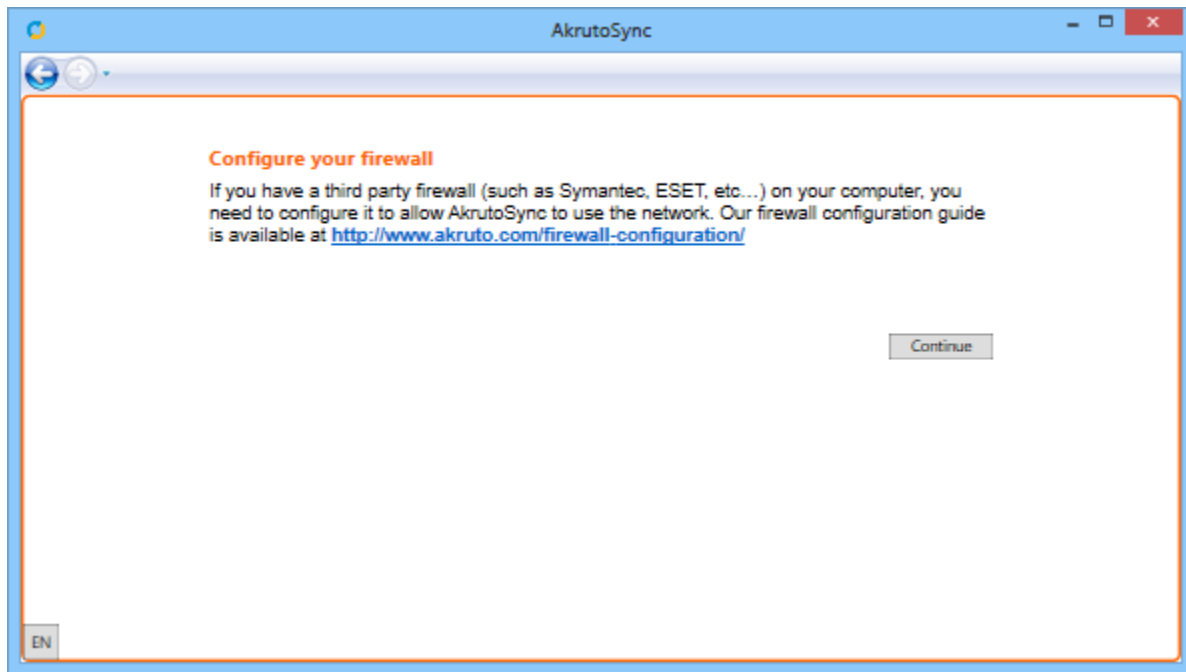 AkrutoSync
Configure your firewall
If you have a third party firewall (such as Symantec, ESET, etc...) on your computer, you
need to configure it to allow AkrutoSync to use the network. Our firewall configuration guide
is available at http://www.akruto.com/firewall-configuration/
Continue
EN